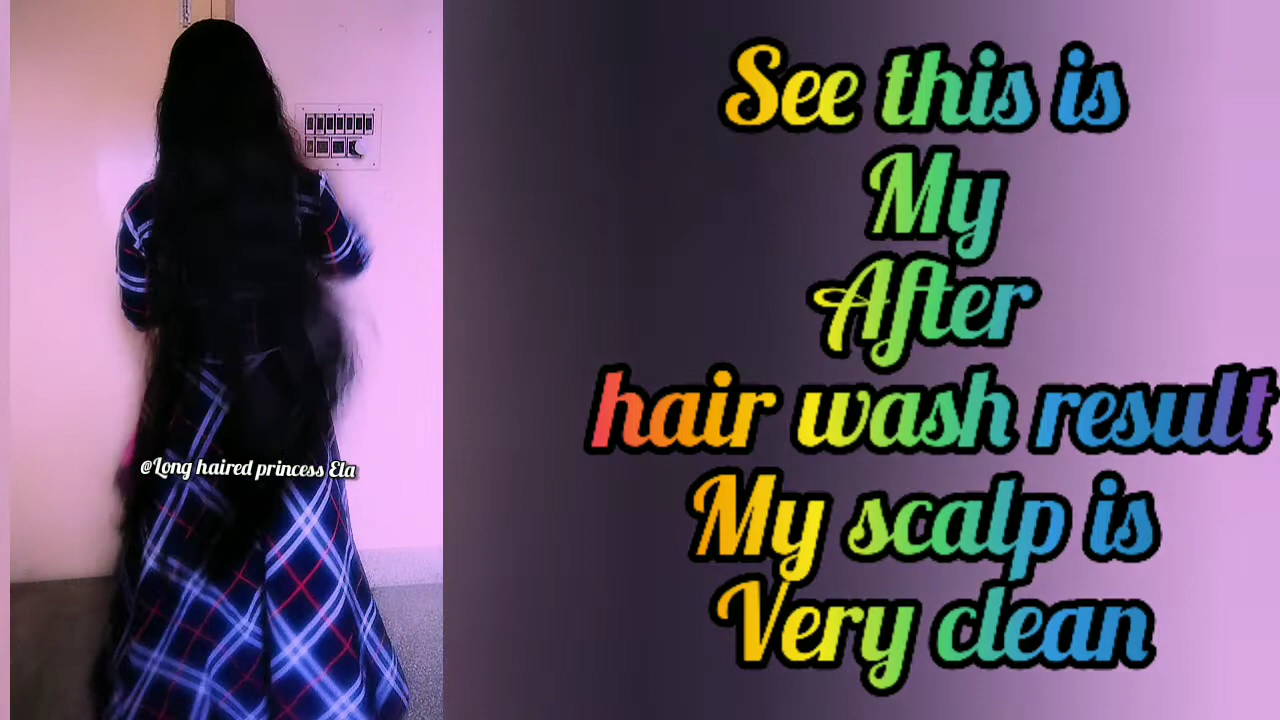 @Long haired princess Ela
See this is
My
After
hair wash result
My scalp is
Very clean